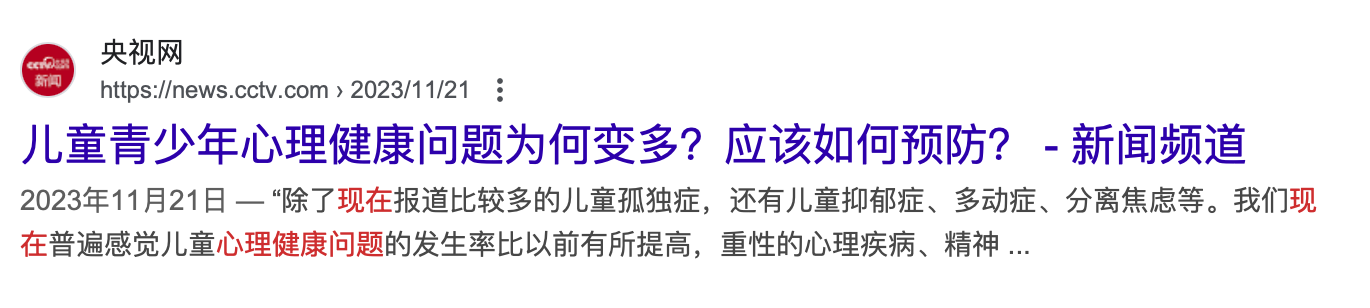 央视网
https://news.cctv.com › 2023/11/21
儿童青少年心理健康问题为何变多？应该如何预防？ - 新闻频道
2023年11月21日 — “除了现在报道比较多的儿童孤独症，还有儿童抑郁症、多动症、分离焦虑等。我们现
在普遍感觉儿童心理健康问题的发生率比以前有所提高，重性的心理疾病、精神 ...
CCTV
新闻